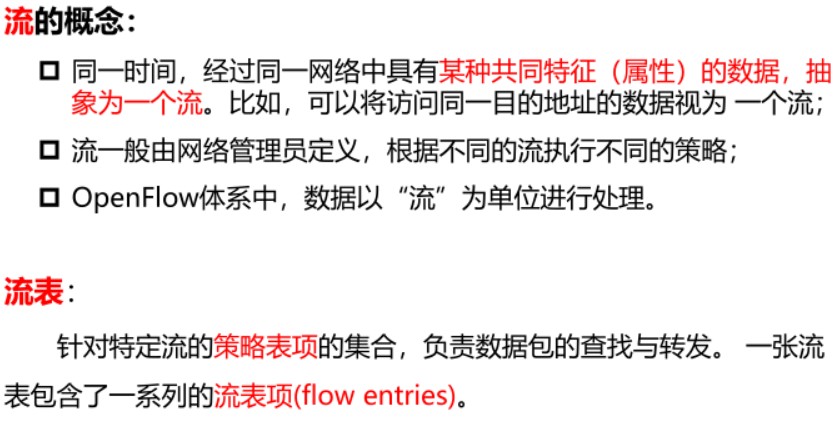 流的概念：
同一时间，经过同一网络中具有某种共同特征（属性）的数据，抽
象为一个流。比如，可以将访问同一目的地址的数据视为 一个流；
流一般由网络管理员定义，根据不同的流执行不同的策略；
OpenFlow体系中，数据以“流”为单位进行处理。
流表：
针对特定流的策略表项的集合，负责数据包的查找与转发。 一张流
表包含了一系列的流表项(flow entries)。